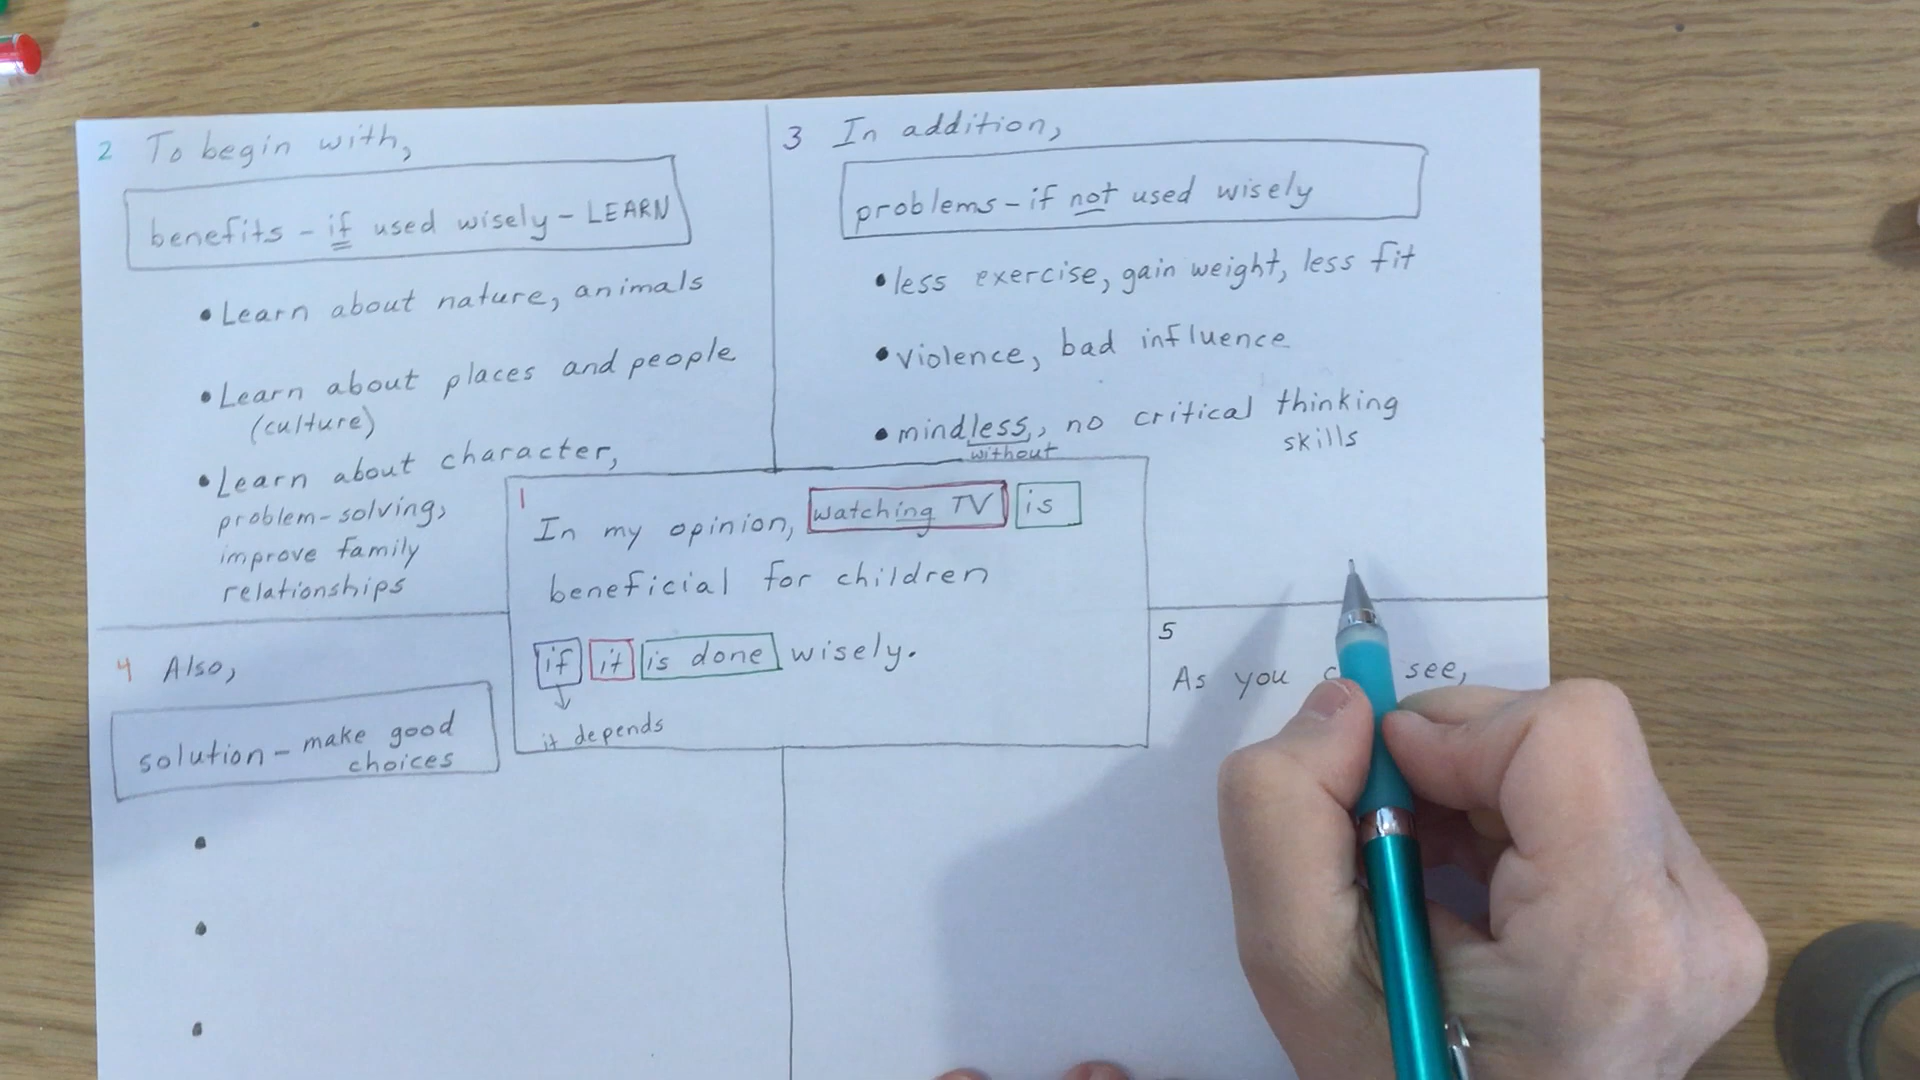 2 To begin with,
benefits - if used wisely - LEARN
• Learn about nature, animals
• Learn about places and people
(culture)
• Learn about character,
problem-solving,
improve family
relationships
3 In addition,
problems - if not used wisely
• less exercise, gain weight, less fit
• violence, bad influence
• mindless, no critical thinking
skills
without
1
In my opinion, watching TV is
beneficial for children
if it is done wisely.
it depends
4 Also,
solution - make good
choices
5
As you see,